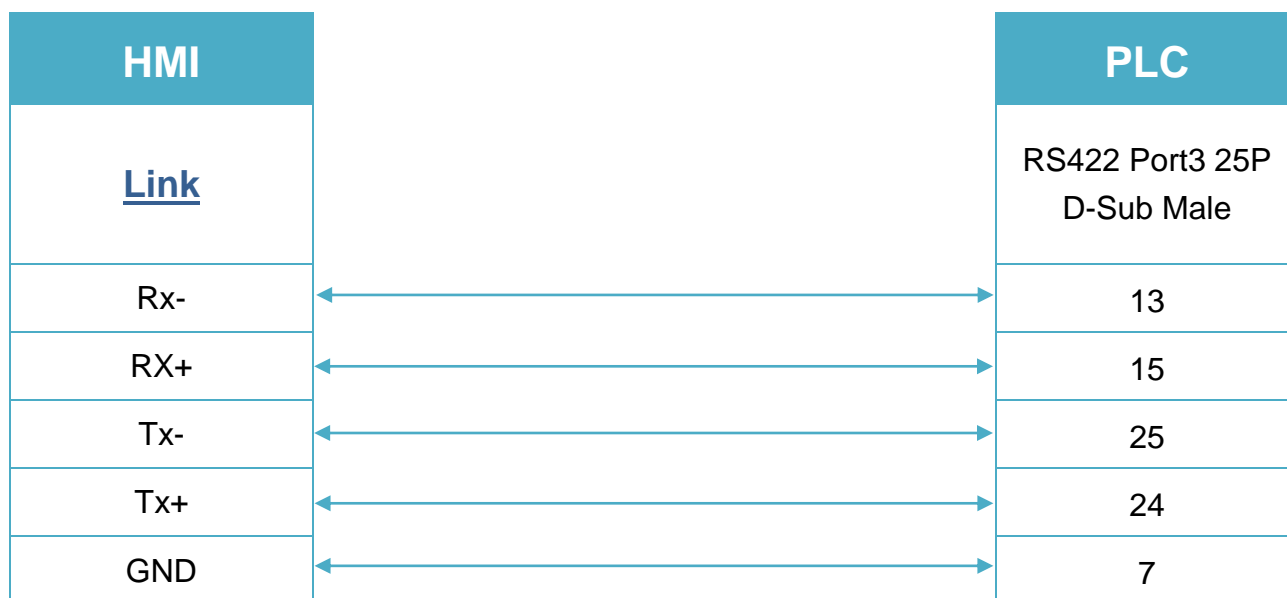 HMI PLC
Link RS422 Port3 25P
D-Sub Male
Rx- 13
RX+ 15
Tx- 25
Tx+ 24
GND 7